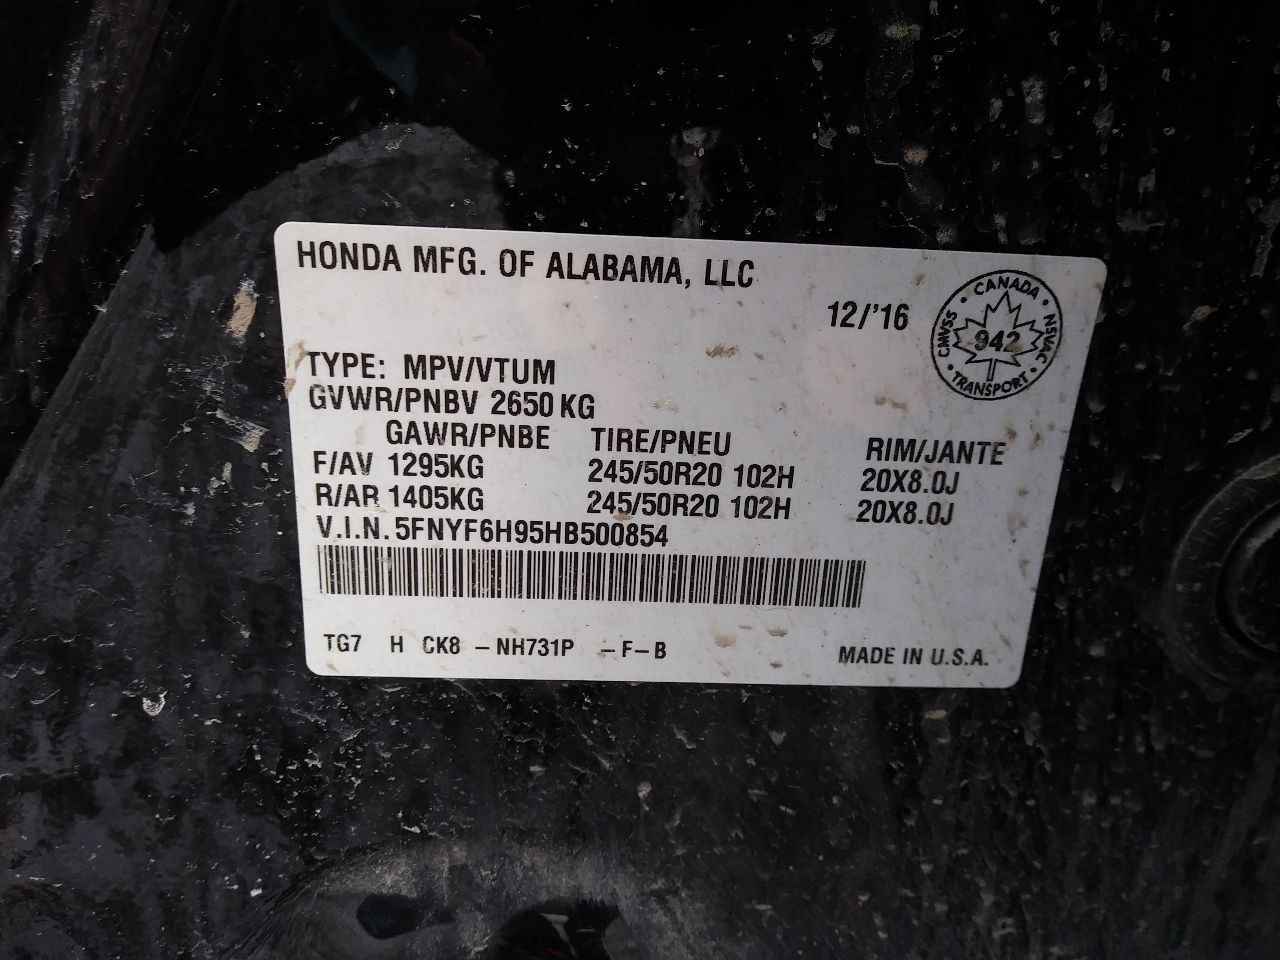 HONDA MFG. OF ALABAMA, LLC
12/'16
CANADA
CMVSS 942 NSVAC
TRANSPORT
TYPE: MPV/VTUM
GVWR/PNBV 2650 KG
GAWR/PNBE TIRE/PNEU RIM/JANTE
F/AV 1295KG 245/50R20 102H 20X8.0J
R/AR 1405KG 245/50R20 102H 20X8.0J
V.I.N. 5FNYF6H95HB500854
TG7 H CK8 – NH731P – F – B MADE IN U.S.A.